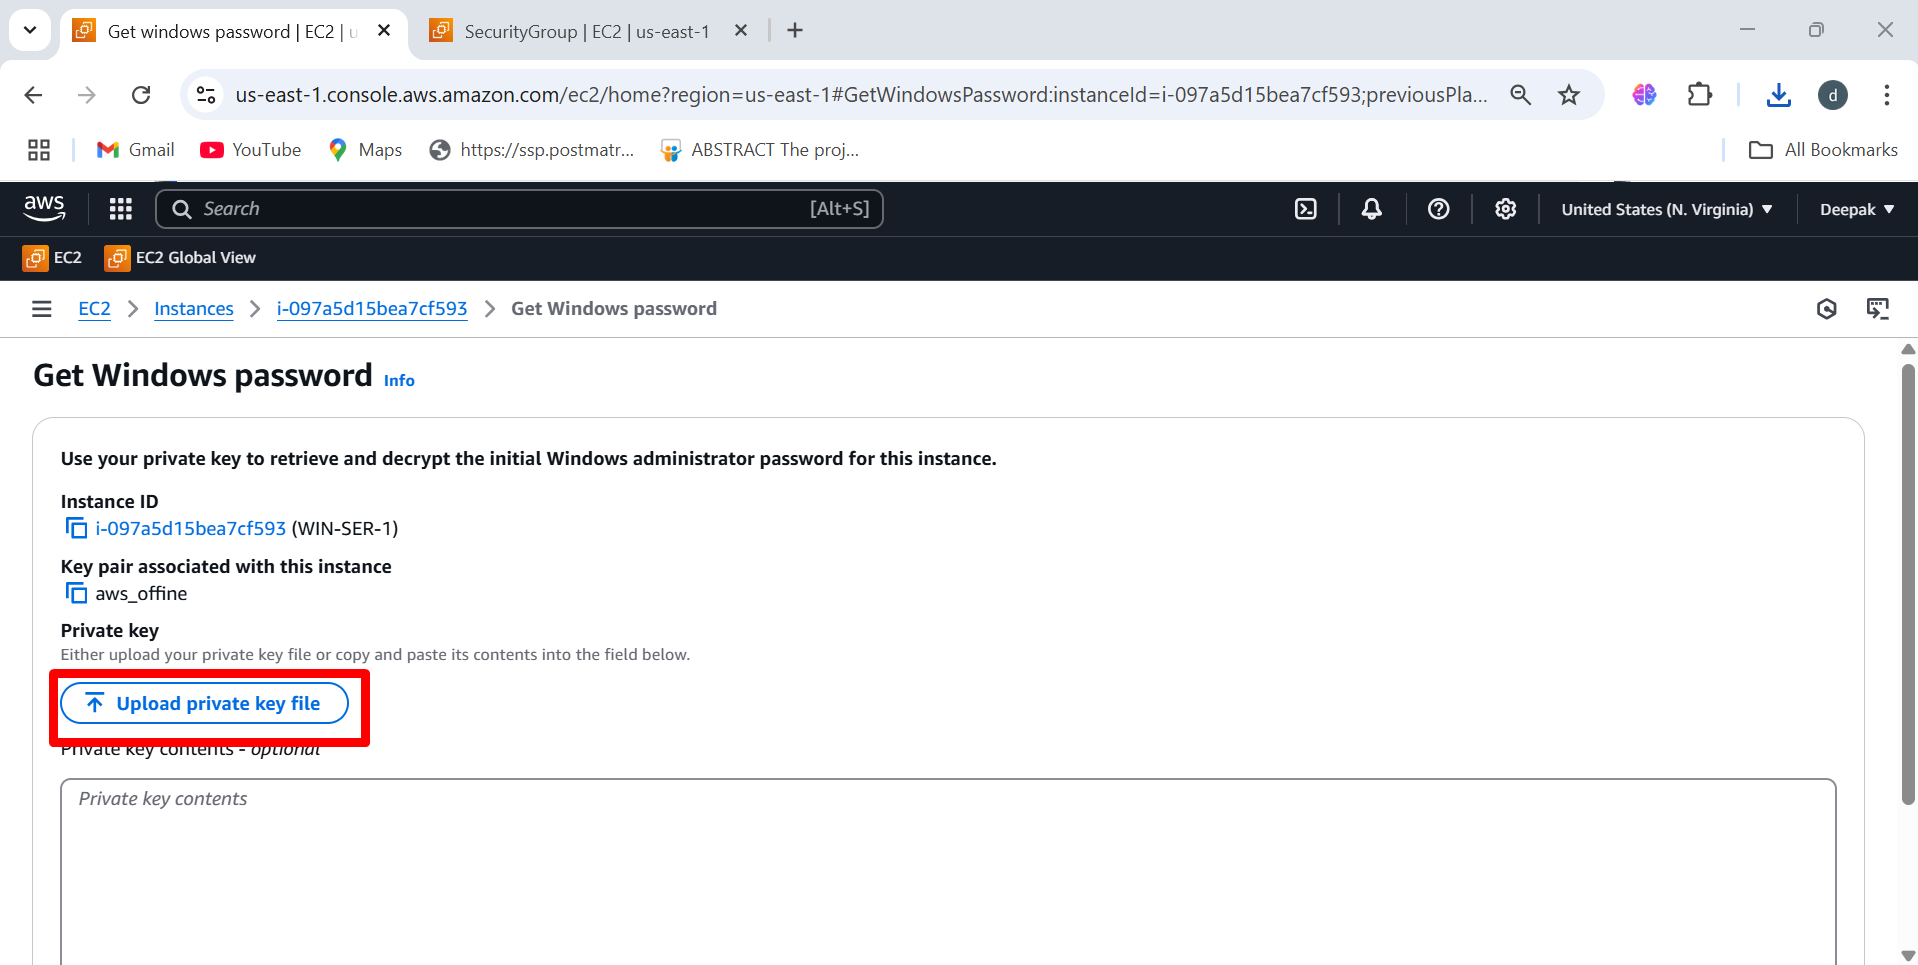 Get windows password | EC2 | u
SecurityGroup | EC2 | us-east-1
us-east-1.console.aws.amazon.com/ec2/home?region=us-east-1#GetWindowsPassword:instanceId=i-097a5d15bea7cf593;previousPla...
d
Gmail
YouTube
Maps
https://ssp.postmatr...
ABSTRACT The proj...
All Bookmarks
aws
Search
[Alt+S]
United States (N. Virginia)
Deepak
EC2
EC2 Global View
EC2
Instances
i-097a5d15bea7cf593
Get Windows password
Get Windows password Info
Use your private key to retrieve and decrypt the initial Windows administrator password for this instance.
Instance ID
i-097a5d15bea7cf593 (WIN-SER-1)
Key pair associated with this instance
aws_offine
Private key
Either upload your private key file or copy and paste its contents into the field below.
Upload private key file
Private key contents - optional
Private key contents